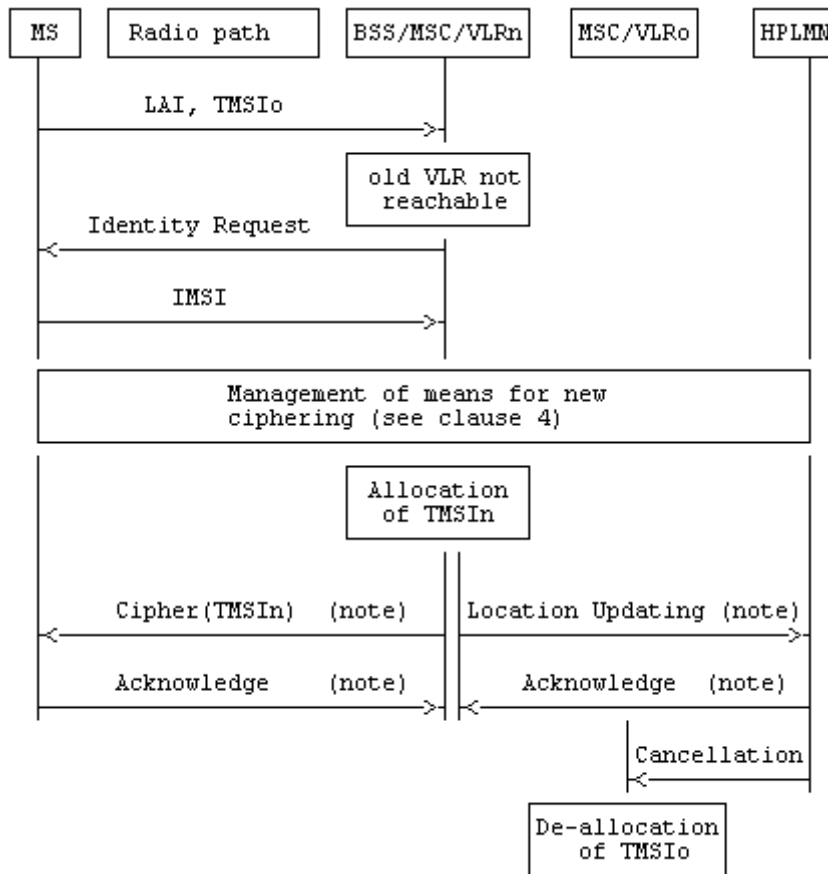 MS
Radio path
BSS/MSC/VLRn
MSC/VLRo
HPLMN
LAI, TMSIo
old VLR not
reachable
Identity Request
IMSI
Management of means for new
ciphering (see clause 4)
Allocation
of TMSIn
Cipher(TMSIn) (note)
Location Updating (note)
Acknowledge (note)
Acknowledge (note)
Cancellation
De-allocation
of TMSIo